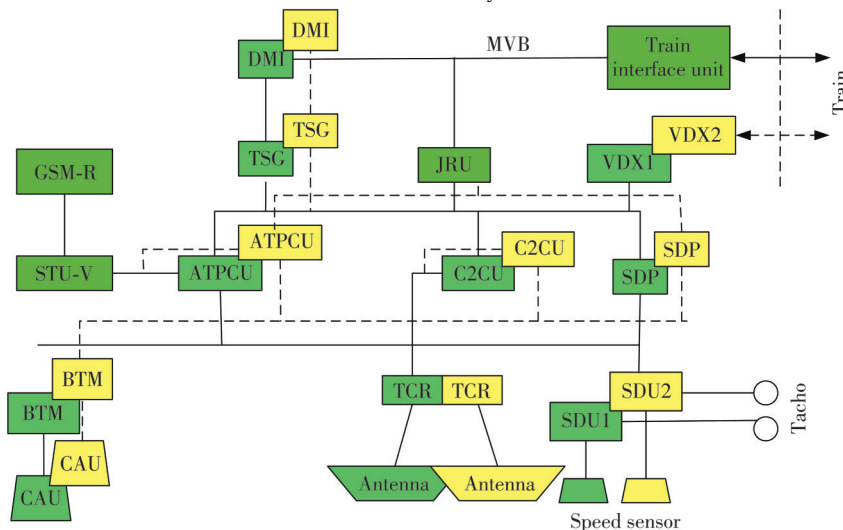 DMI
DMI
MVB
Train
interface unit
Train
TSG
TSG
VDX2
JRU
VDX1
GSM-R
ATPCU
C2CU
SDP
STU-V
ATPCU
C2CU
SDP
BTM
BTM
TCR
TCR
SDU2
SDU1
Tacho
CAU
CAU
Antenna
Antenna
Speed sensor